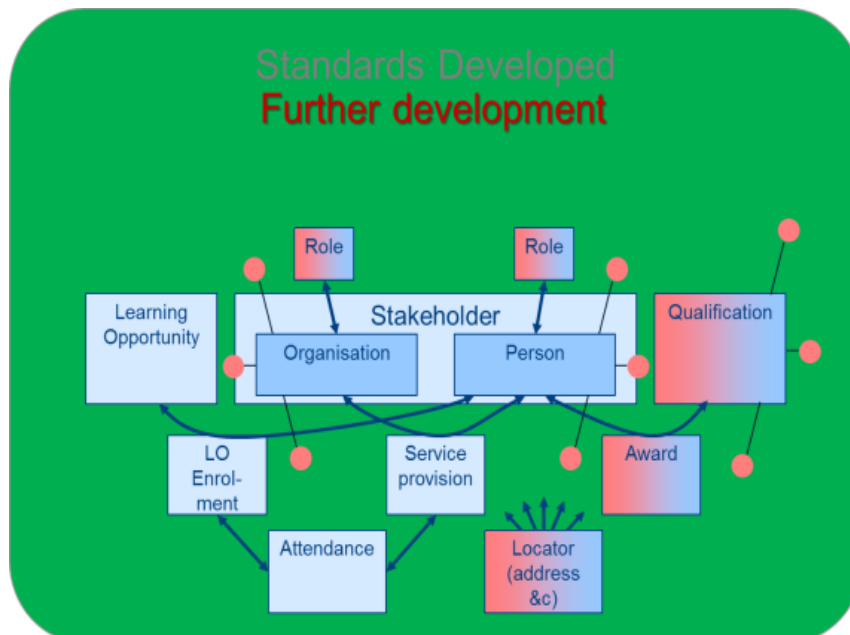 Standards Developed
Further development
Role
Role
Learning
Opportunity
Stakeholder
Qualification
Organisation
Person
LO
Enrol-
ment
Service
provision
Award
Attendance
Locator
(address
&c)